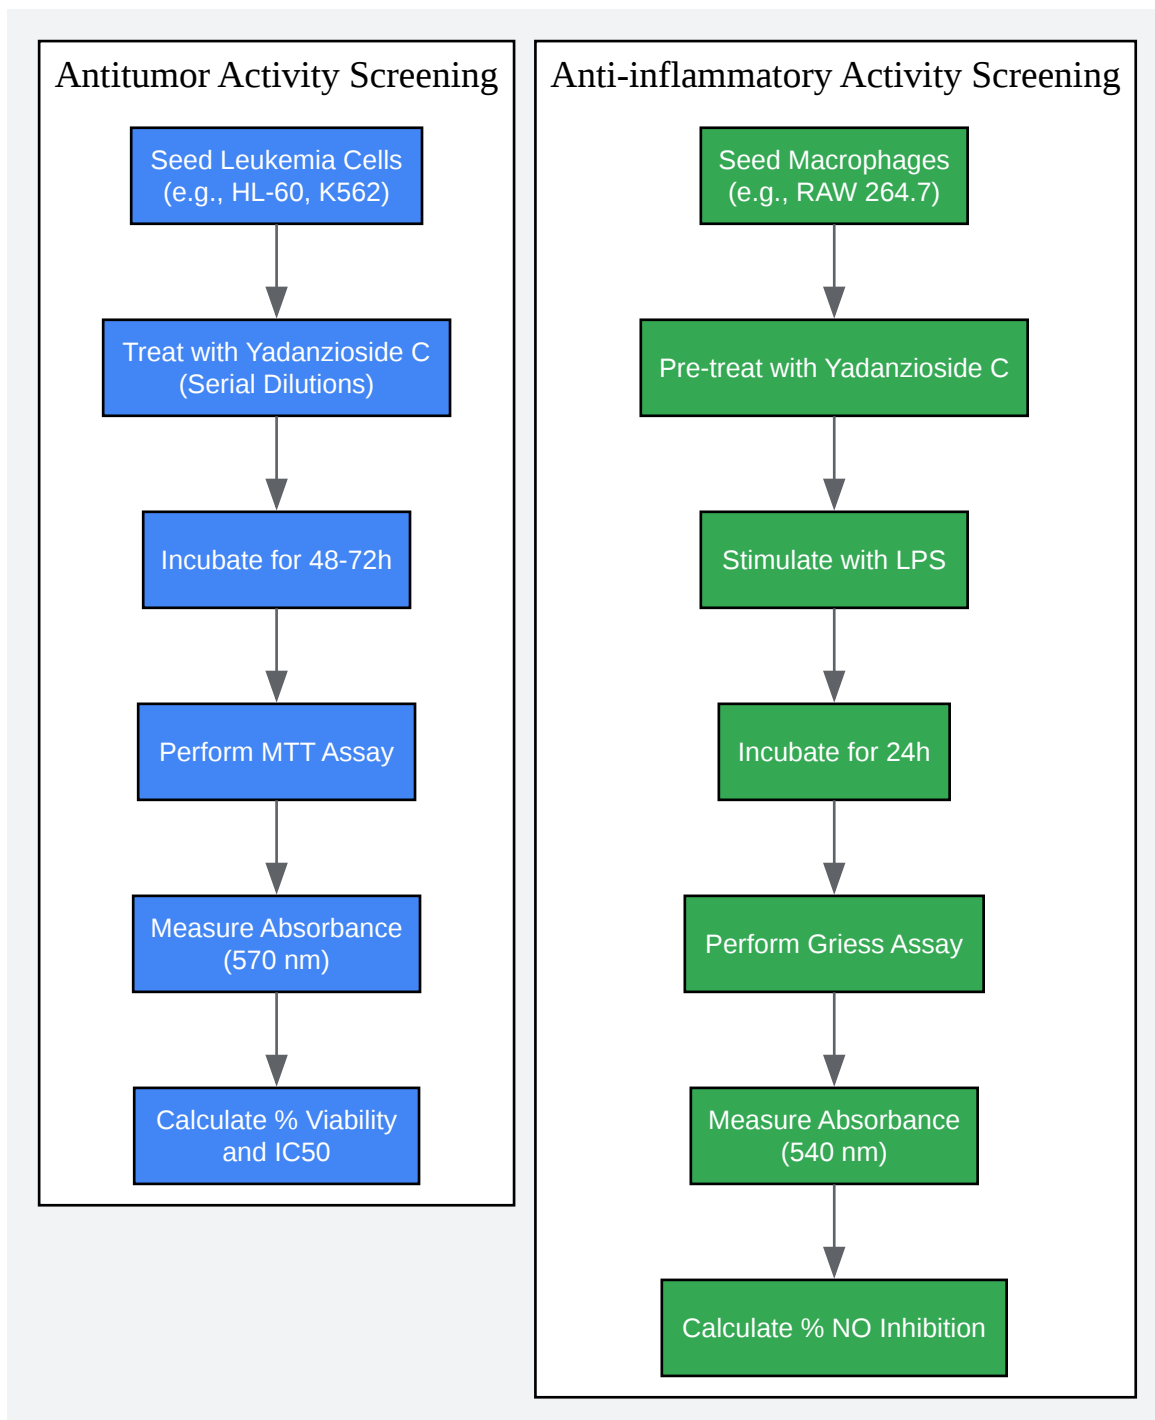 Antitumor Activity Screening
Seed Leukemia Cells
(e.g., HL-60, K562)
Treat with Yadanzioside C
(Serial Dilutions)
Incubate for 48-72h
Perform MTT Assay
Measure Absorbance
(570 nm)
Calculate % Viability
and IC50
Anti-inflammatory Activity Screening
Seed Macrophages
(e.g., RAW 264.7)
Pre-treat with Yadanzioside C
Stimulate with LPS
Incubate for 24h
Perform Griess Assay
Measure Absorbance
(540 nm)
Calculate % NO Inhibition